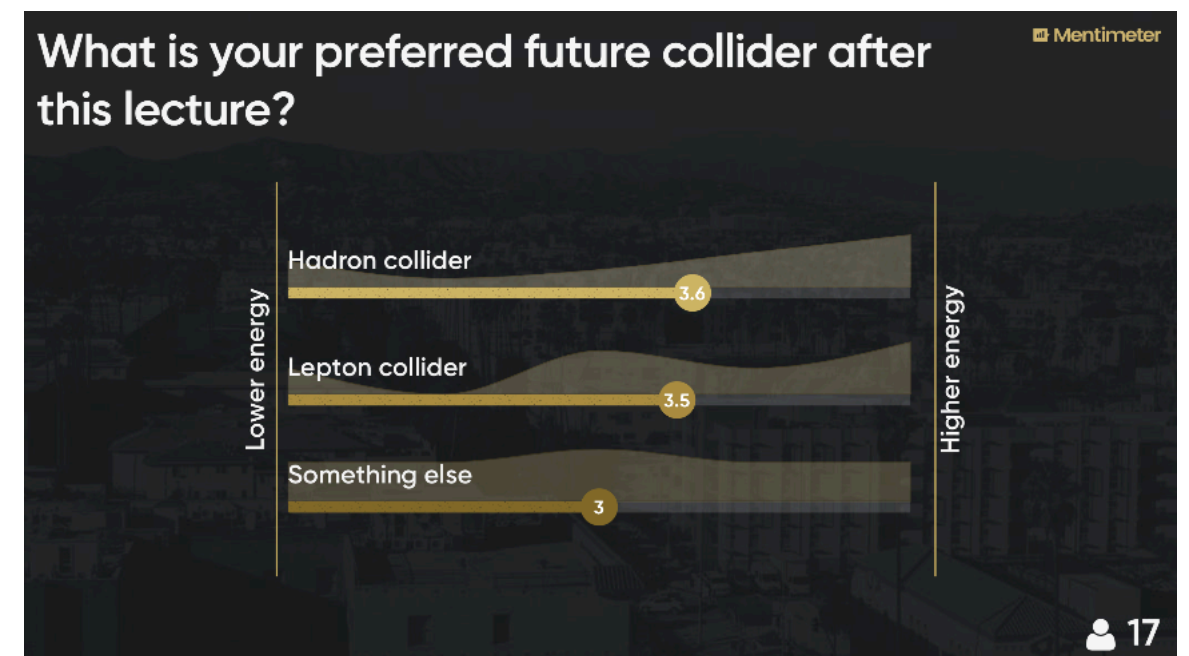 What is your preferred future collider after
this lecture?
Mentimeter
Lower energy
Hadron collider
3.6
Lepton collider
3.5
Something else
3
Higher energy
17